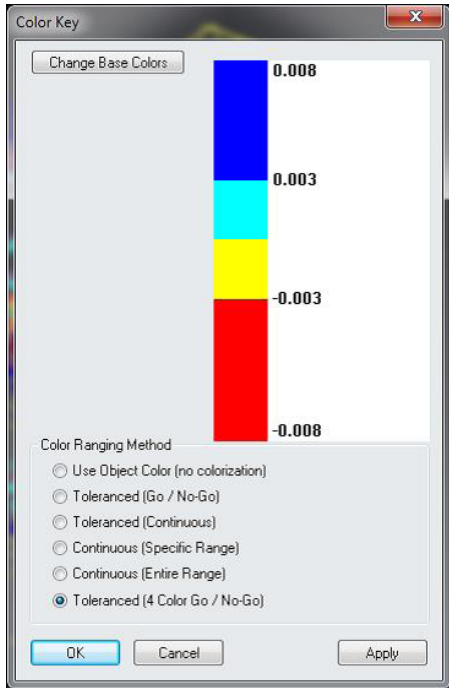 Color Key
Change Base Colors
0.008
0.003
-0.003
-0.008
Color Ranging Method
Use Object Color (no colorization)
Toleranced (Go / No-Go)
Toleranced (Continuous)
Continuous (Specific Range)
Continuous (Entire Range)
Toleranced (4 Color Go / No-Go)
OK
Cancel
Apply